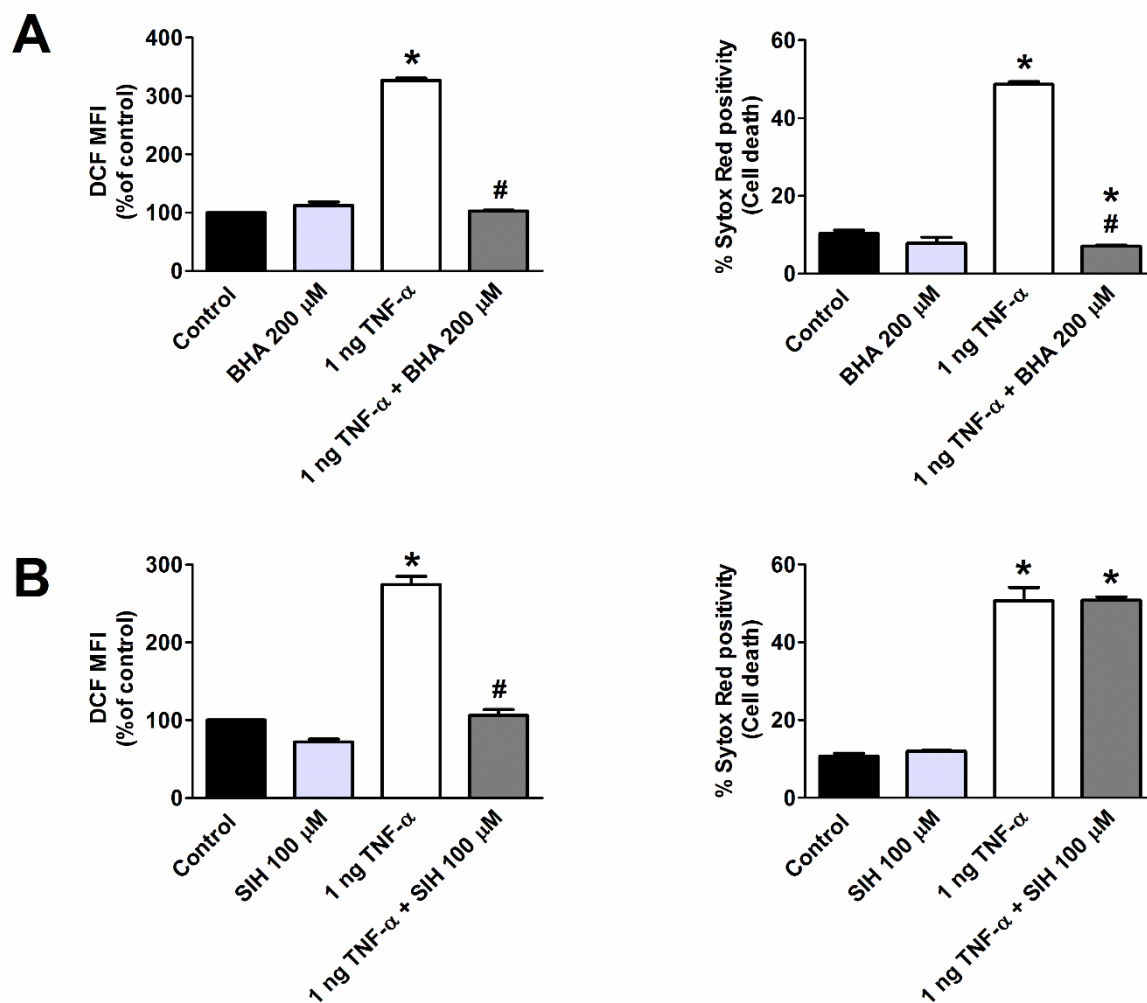 A
DCF MFI
(%of control)
400
300
200
100
0
*
#
Control
BHA 200 μM
1 ng TNF-α
1 ng TNF-α + BHA 200 μM
% Sytox Red positivity
(Cell death)
60
40
20
0
*
*
#
Control
BHA 200 μM
1 ng TNF-α
1 ng TNF-α + BHA 200 μM
B
DCF MFI
(%of control)
300
200
100
0
*
#
Control
SIH 100 μM
1 ng TNF-α
1 ng TNF-α + SIH 100 μM
% Sytox Red positivity
(Cell death)
60
40
20
0
*
*
Control
SIH 100 μM
1 ng TNF-α
1 ng TNF-α + SIH 100 μM